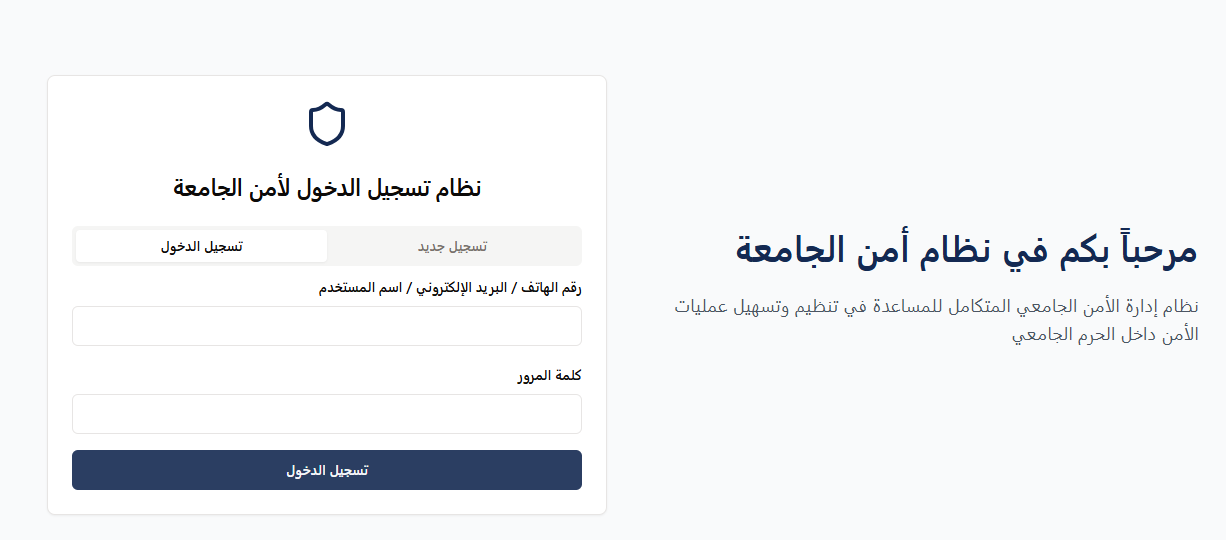 مرحباً بكم في نظام أمن الجامعة
نظام إدارة الأمن الجامعي المتكامل للمساعدة في تنظيم وتسهيل عمليات
الأمن داخل الحرم الجامعي
نظام تسجيل الدخول لأمن الجامعة
تسجيل جديد
تسجيل الدخول
رقم الهاتف / البريد الإلكتروني / اسم المستخدم
كلمة المرور
تسجيل الدخول